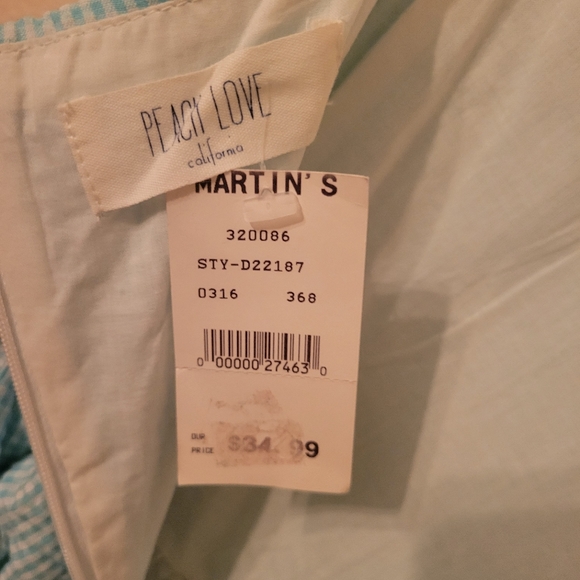 PEACH LOVE
california
MARTIN'S
320086
STY-D22187
0316 368
0 00000 27463 0
OUR
PRICE $34.99